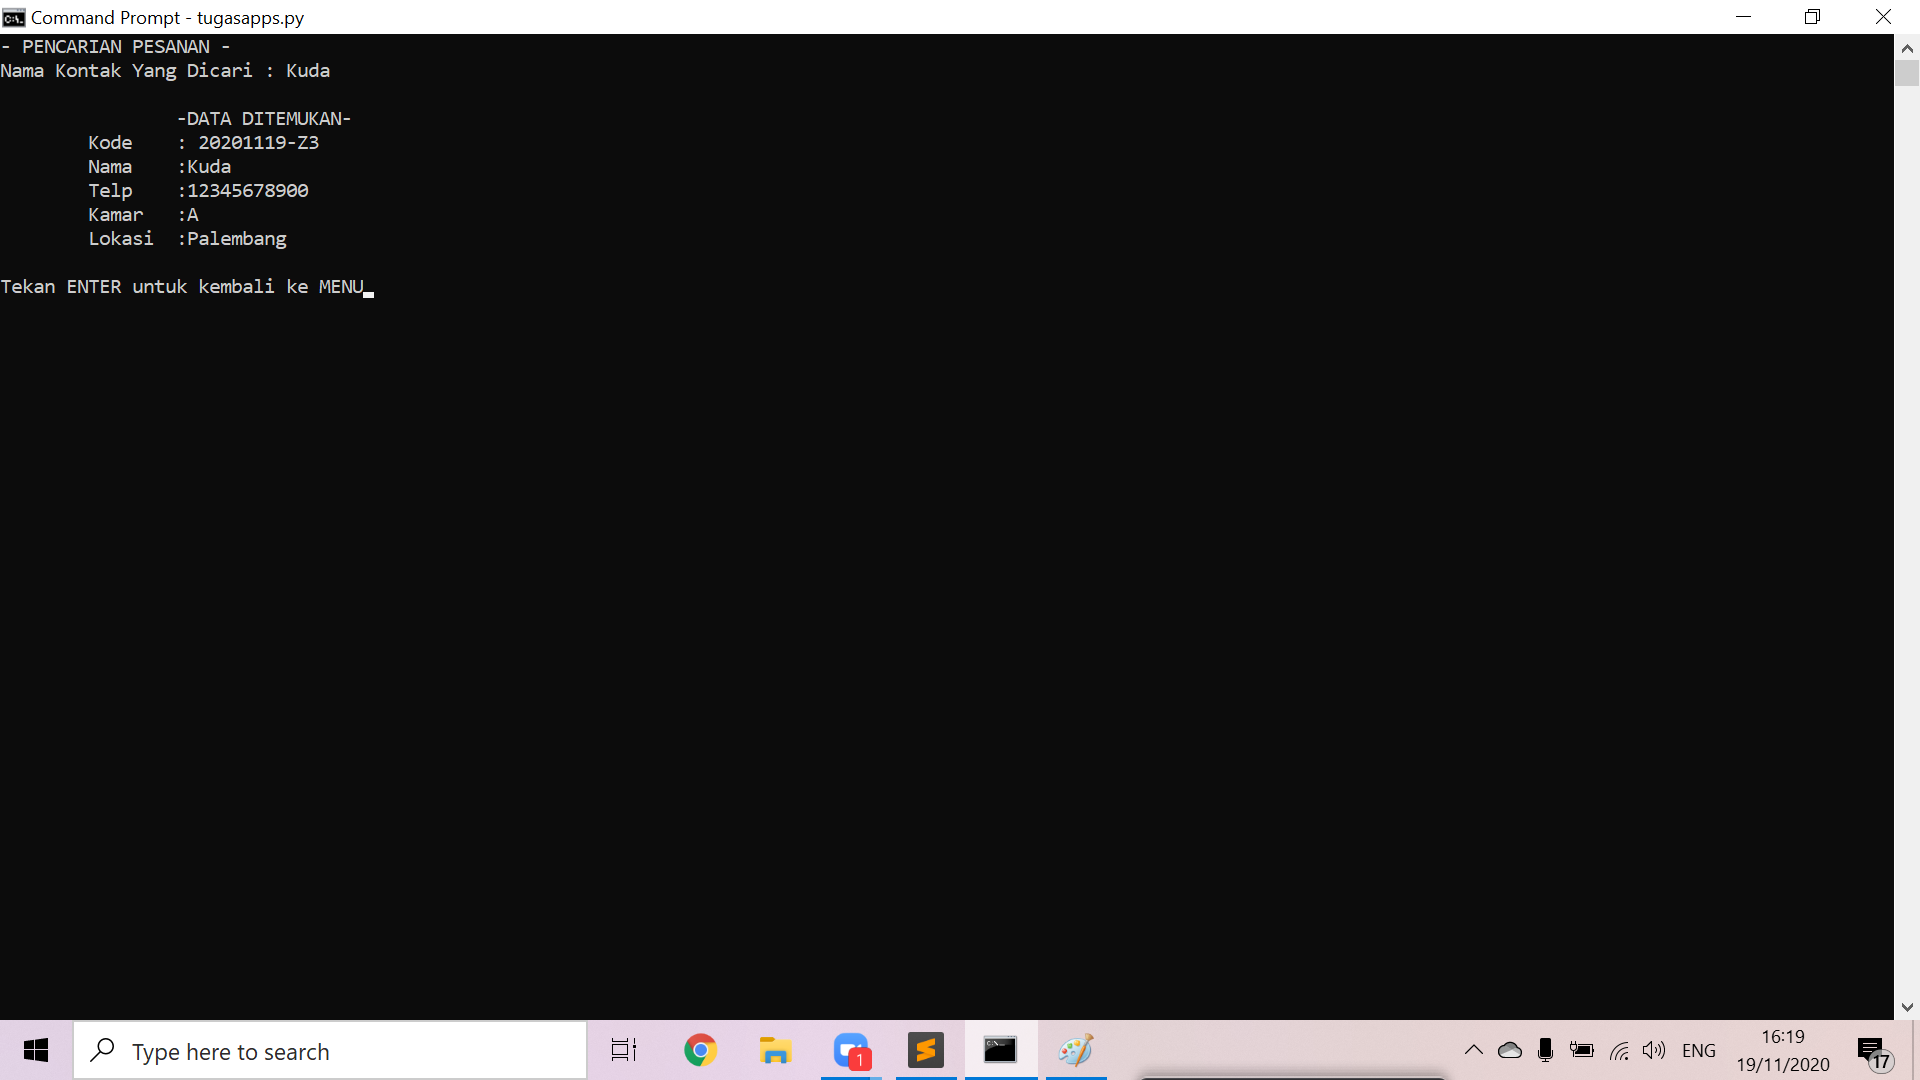 Command Prompt - tugasapps.py
- PENCARIAN PESANAN -
Nama Kontak Yang Dicari : Kuda
-DATA DITEMUKAN-
Kode : 20201119-Z3
Nama :Kuda
Telp :12345678900
Kamar :A
Lokasi :Palembang
Tekan ENTER untuk kembali ke MENU
Type here to search
1
ENG
16:19
19/11/2020
17